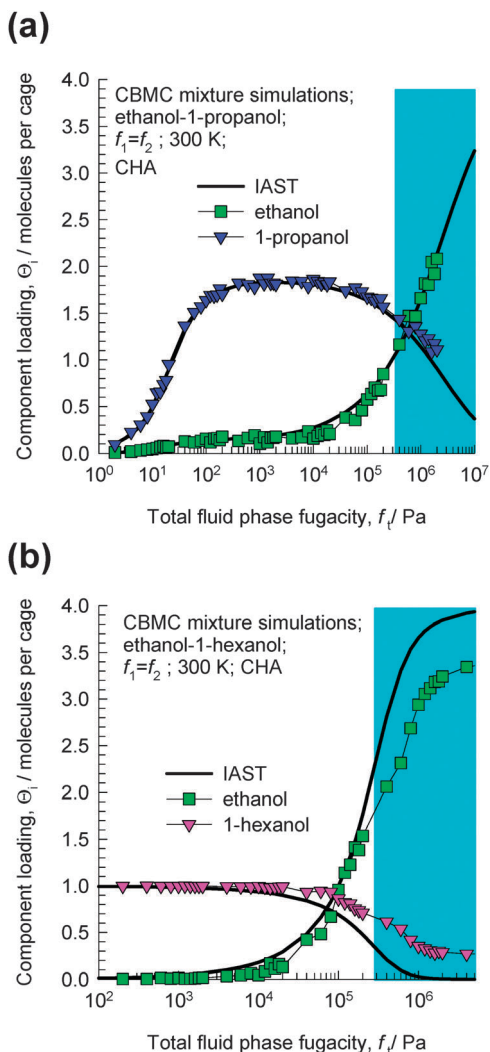 (a)
4.0
3.5
3.0
2.5
2.0
1.5
1.0
0.5
0.0
Component loading, Θi / molecules per cage
CBMC mixture simulations;
ethanol-1-propanol;
f1=f2 ; 300 K;
CHA
IAST
ethanol
1-propanol
10^0 10^1 10^2 10^3 10^4 10^5 10^6 10^7
Total fluid phase fugacity, ft/ Pa
(b)
4.0
3.5
3.0
2.5
2.0
1.5
1.0
0.5
0.0
Component loading, Θi / molecules per cage
CBMC mixture simulations;
ethanol-1-hexanol;
f1=f2 ; 300 K; CHA
IAST
ethanol
1-hexanol
10^2 10^3 10^4 10^5 10^6
Total fluid phase fugacity, ft/ Pa